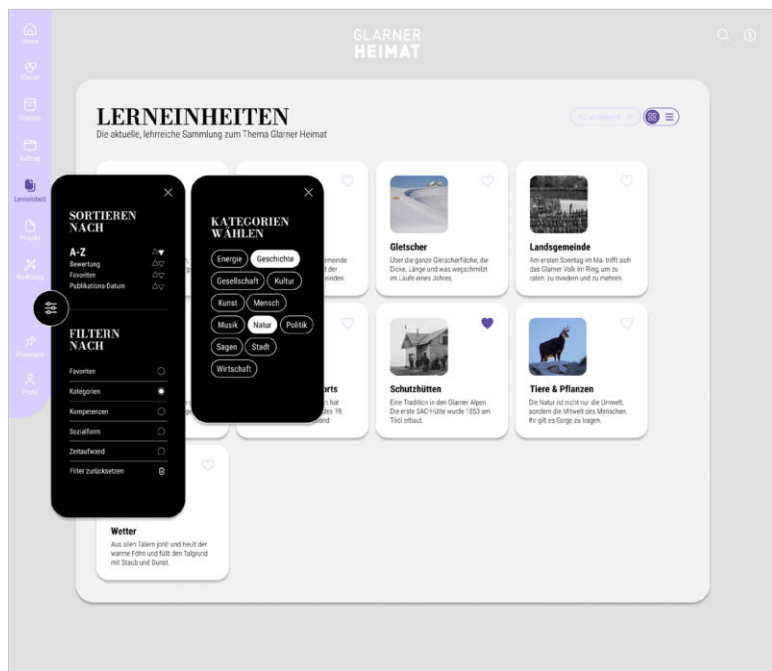 Home
GLARNER
HEIMAT
LERNEINHEITEN
Die aktuelle, lehrreiche Sammlung zum Thema Glarner Heimat
Auftrag
Lerneinheit
Projekt
Profil
SORTIEREN
NACH
A-Z
Bewertung
Favoriten
Publikations-Datum
FILTERN
NACH
Favoriten
Kategorien
Kompetenzen
Sozialform
Zeitaufwand
Filter zurücksetzen
KATEGORIEN
WÄHLEN
Energie Geschichte
Gesellschaft Kultur
Kunst Mensch
Musik Natur Politik
Sagen Stadt
Wirtschaft
Gletscher
Über die ganze Gletscherfläche, die
Dicke, Länge und was wegschmilzt
im Laufe eines Jahres.
Landsgemeinde
Am ersten Sonntag im Mai trifft sich
das Glarner Volk im Ring, um zu
raten, zu mindern und zu mehren.
Schutzhütten
Eine Tradition in den Glarner Alpen.
Die erste SAC-Hütte wurde 1853 am
Tödi erbaut.
Tiere & Pflanzen
Die Natur ist nicht nur die Umwelt,
sondern die Mitwelt des Menschen.
Ihr gilt es Sorge zu tragen.
Wetter
Aus allen Tälern johlt und heult der
warme Föhn und füllt den Talgrund
mit Staub und Dunst.